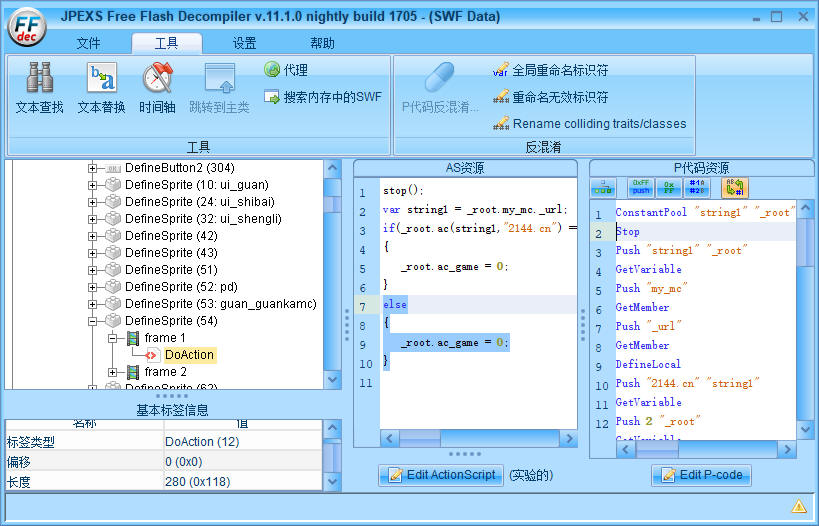 FF
dec
JPEXS Free Flash Decompiler v.11.1.0 nightly build 1705 - (SWF Data)
文件
工具
设置
帮助
文本查找
文本替换
时间轴
跳转到主类
代理
搜索内存中的SWF
工具
P代码反混淆...
全局重命名标识符
重命名无效标识符
Rename colliding traits/classes
反混淆
DefineButton2 (304)
DefineSprite (10: ui_guan)
DefineSprite (24: ui_shibai)
DefineSprite (32: ui_shengli)
DefineSprite (42)
DefineSprite (43)
DefineSprite (51)
DefineSprite (52: pd)
DefineSprite (53: guan_guankamc)
DefineSprite (54)
frame 1
DoAction
frame 2
DefineSprite (62)
基本标签信息
名称 值
标签类型 DoAction (12)
偏移 0 (0x0)
长度 280 (0x118)
AS资源
1 stop();
2 var string1 = _root.my_mc._url;
3 if(_root.ac(string1,"2144.cn") =
4 {
5 _root.ac_game = 0;
6 }
7 else
8 {
9 _root.ac_game = 0;
10 }
11
Edit ActionScript (实验的)
P代码资源
1 ConstantPool "string1" "_root"
2 Stop
3 Push "string1" "_root"
4 GetVariable
5 Push "my_mc"
6 GetMember
7 Push "_url"
8 GetMember
9 DefineLocal
10 Push "2144.cn" "string1"
11 GetVariable
12 Push 2 "_root"
GetVariable
Edit P-code